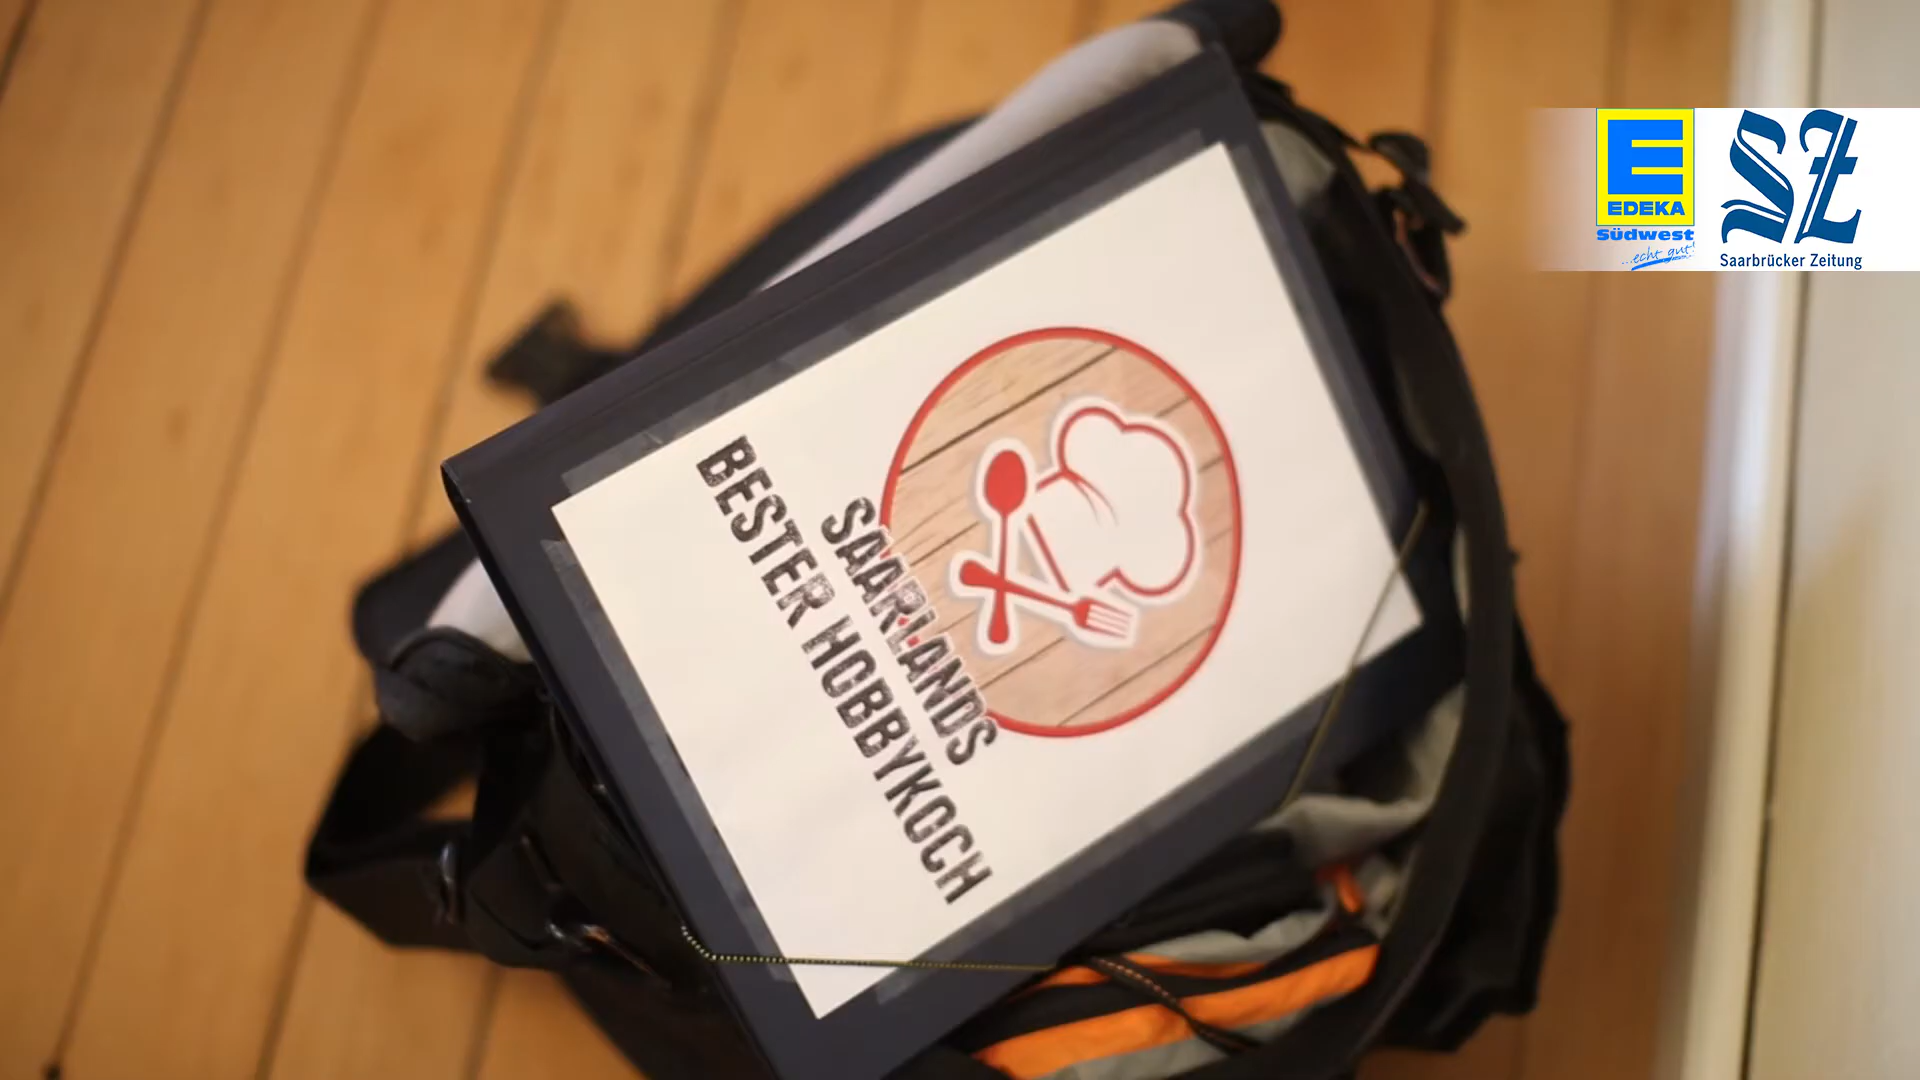 SAARLANDS
BESTER HOBBYKOCH
E
EDEKA
Südwest
...echt gut!
SZ
Saarbrücker Zeitung